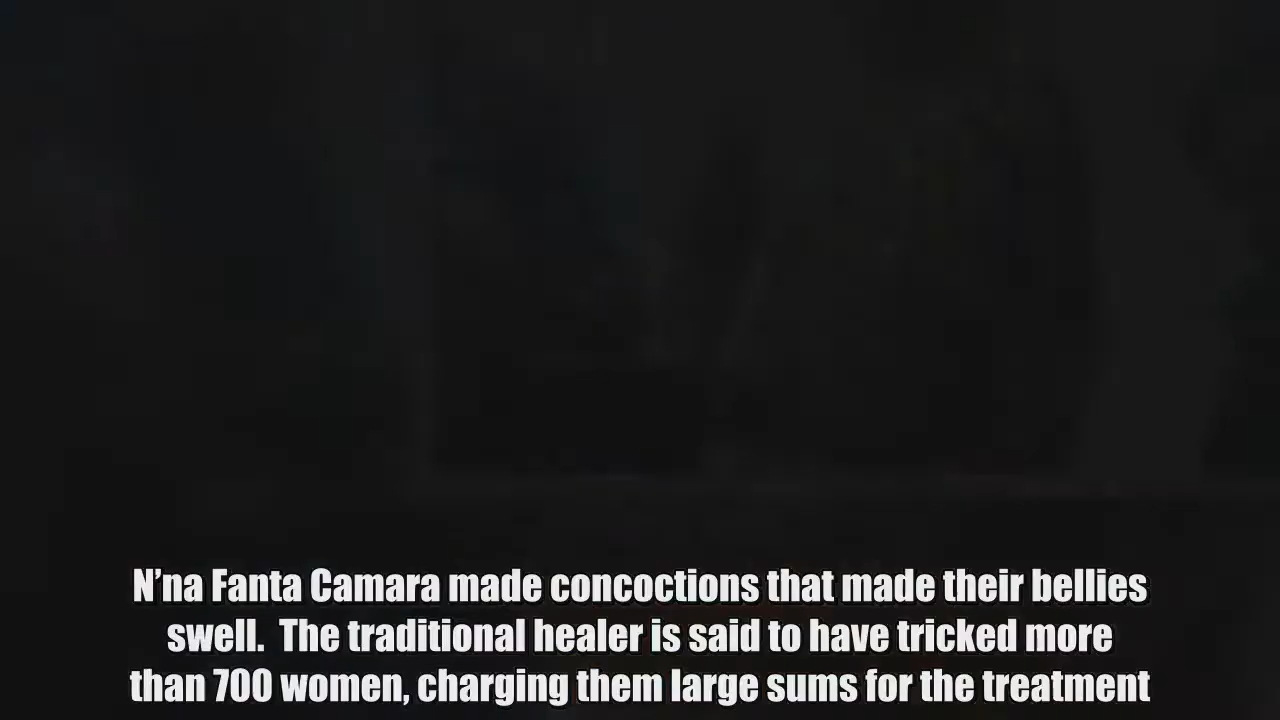 N’na Fanta Camara made concoctions that made their bellies
swell.  The traditional healer is said to have tricked more
than 700 women, charging them large sums for the treatment